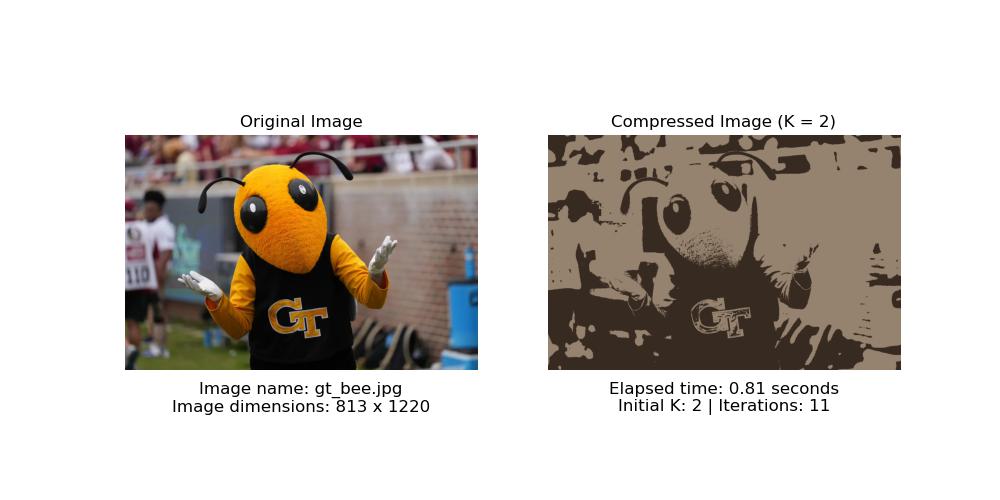 Original Image
110
GT
Image name: gt_bee.jpg
Image dimensions: 813 x 1220
Compressed Image (K = 2)
GT
Elapsed time: 0.81 seconds
Initial K: 2 | Iterations: 11